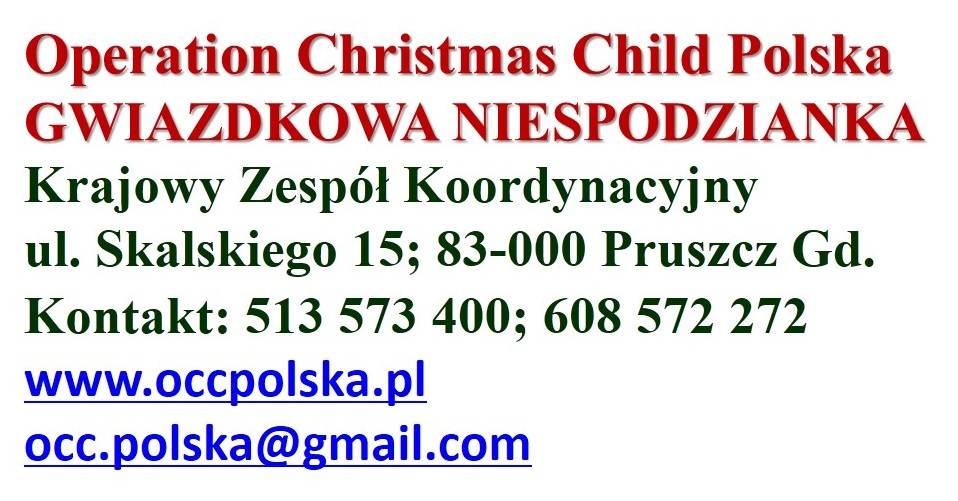 Operation Christmas Child Polska
GWIAZDKOWA NIESPODZIANKA
Krajowy Zespół Koordynacyjny
ul. Skalskiego 15; 83-000 Pruszcz Gd.
Kontakt: 513 573 400; 608 572 272
www.occpolska.pl
occ.polska@gmail.com